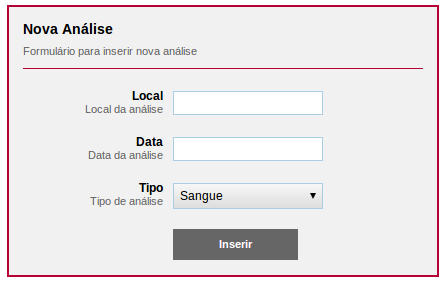 Nova Análise
Formulário para inserir nova análise
Local
Local da análise
Data
Data da análise
Tipo
Tipo de análise
Sangue
Inserir